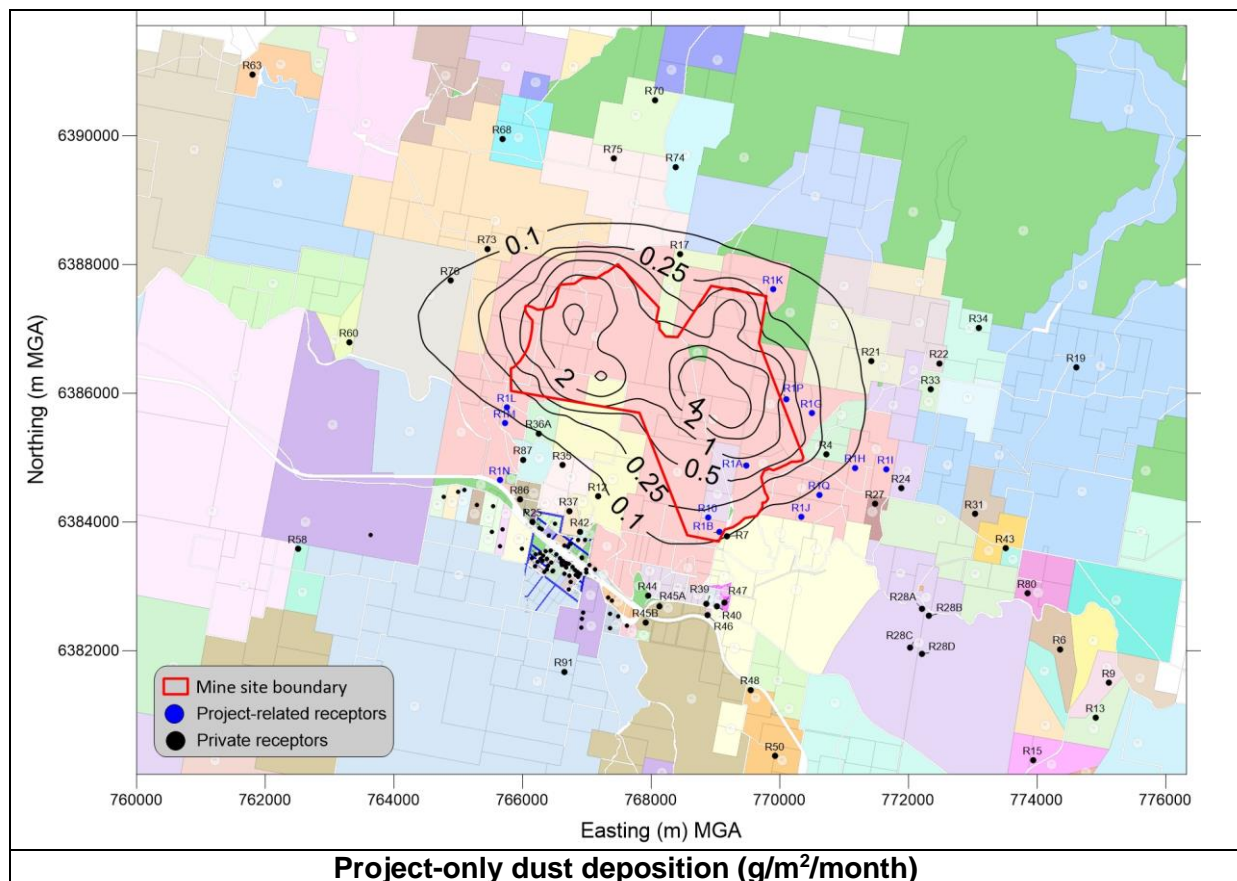 R63
R70
6390000
R68
R75
R74
R73
0.1
R17
6388000
0.25
R76
R1K
R34
R60
R21
R22
R19
6386000
R33
2
R1P
4
R1G
R1L
2
R1M
1
R36A
R4
0.5
R87
R35
R1A
R1H
R1I
R1N
0.25
R24
R86
R12
R1Q
R27
R37
0.1
R10
R1J
R31
6384000
R25
R42
R1B
R7
R58
R43
R80
R44
R45A
R39
R47
R28A
R28B
R45B
R40
R46
6382000
R28C
R28D
R6
R91
R9
R48
R13
R50
R15
Northing (m MGA)
Mine site boundary
Project-related receptors
Private receptors
760000 762000 764000 766000 768000 770000 772000 774000 776000
Easting (m) MGA
Project-only dust deposition (g/m²/month)